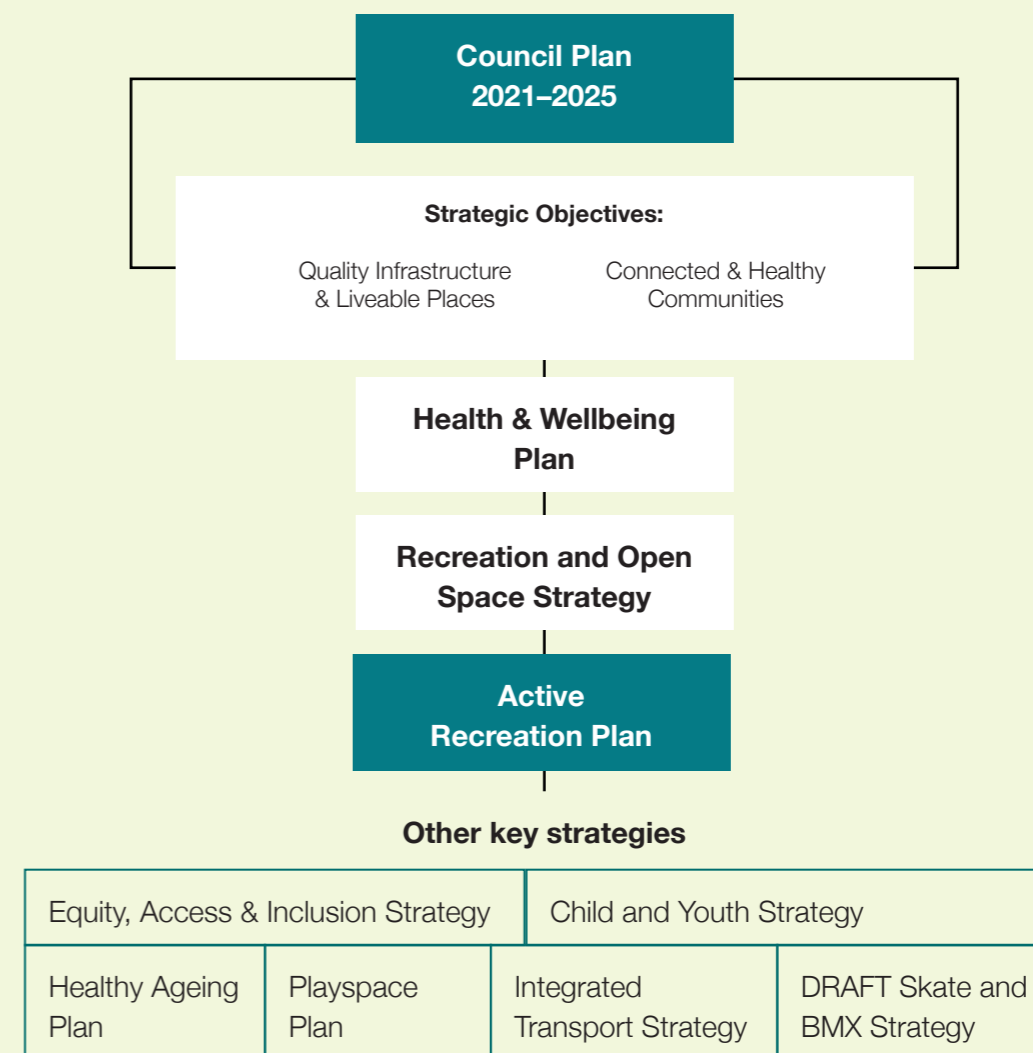 Council Plan
2021–2025
Strategic Objectives:
Quality Infrastructure
& Liveable Places
Connected & Healthy
Communities
Health & Wellbeing
Plan
Recreation and Open
Space Strategy
Active
Recreation Plan
Other key strategies
Equity, Access & Inclusion Strategy
Child and Youth Strategy
Healthy Ageing
Plan
Playspace
Plan
Integrated
Transport Strategy
DRAFT Skate and
BMX Strategy